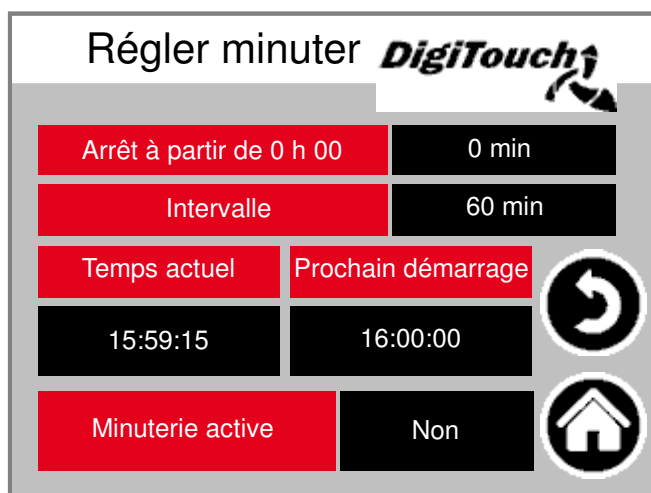 Régler minuter DigiTouch
Arrêt à partir de 0 h 00 0 min
Intervalle 60 min
Temps actuel Prochain démarrage
15:59:15 16:00:00
Minuterie active Non